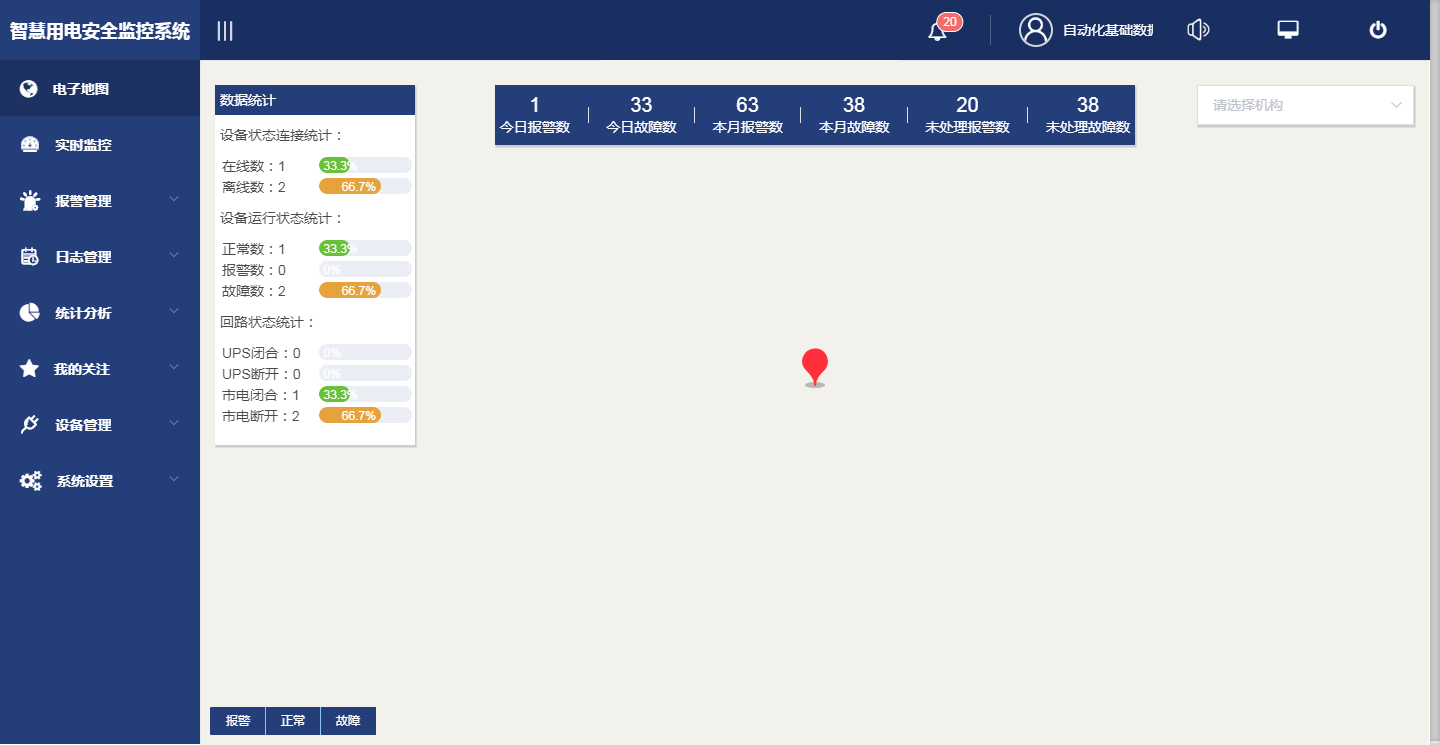 智慧用电安全监控系统
20
自动化基础数
电子地图
实时监控
报警管理
日志管理
统计分析
我的关注
设备管理
系统设置
数据统计
设备状态连接统计：
在线数：1 33.3%
离线数：2 66.7%
设备运行状态统计：
正常数：1 33.3%
报警数：0 0%
故障数：2 66.7%
回路状态统计：
UPS闭合：0 0%
UPS断开：0 0%
市电闭合：1 33.3%
市电断开：2 66.7%
1 33 63 38 20 38
今日报警数 今日故障数 本月报警数 本月故障数 未处理报警数 未处理故障数
请选择机构
报警 正常 故障